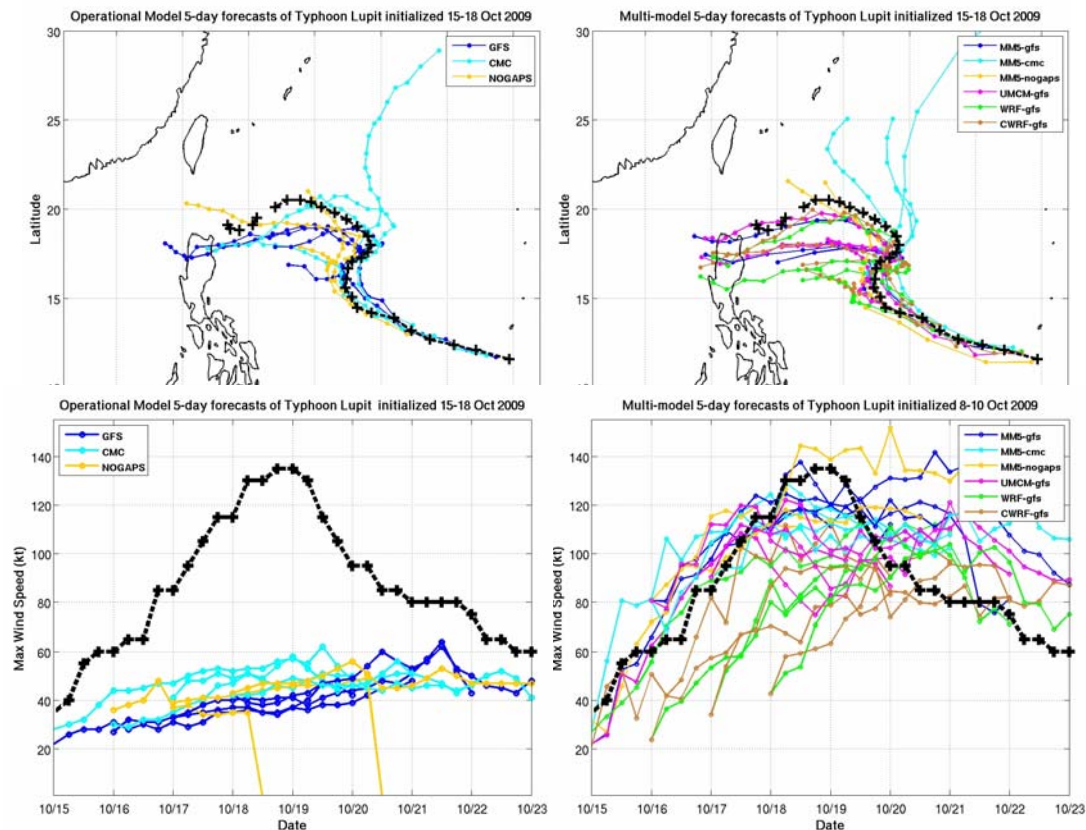 Operational Model 5-day forecasts of Typhoon Lupit initialized 15-18 Oct 2009
30
25
20
15
Latitude
GFS
CMC
NOGAPS
Multi-model 5-day forecasts of Typhoon Lupit initialized 15-18 Oct 2009
30
25
20
15
Latitude
MM5-gfs
MM5-cmc
MM5-nogaps
UMCM-gfs
WRF-gfs
CWRF-gfs
Operational Model 5-day forecasts of Typhoon Lupit initialized 15-18 Oct 2009
GFS
CMC
NOGAPS
140
120
100
80
60
40
20
Max Wind Speed (kt)
10/15 10/16 10/17 10/18 10/19 10/20 10/21 10/22 10/23
Date
Multi-model 5-day forecasts of Typhoon Lupit initialized 8-10 Oct 2009
MM5-gfs
MM5-cmc
MM5-nogaps
UMCM-gfs
WRF-gfs
CWRF-gfs
140
120
100
80
60
40
20
Max Wind Speed (kt)
10/15 10/16 10/17 10/18 10/19 10/20 10/21 10/22 10/23
Date